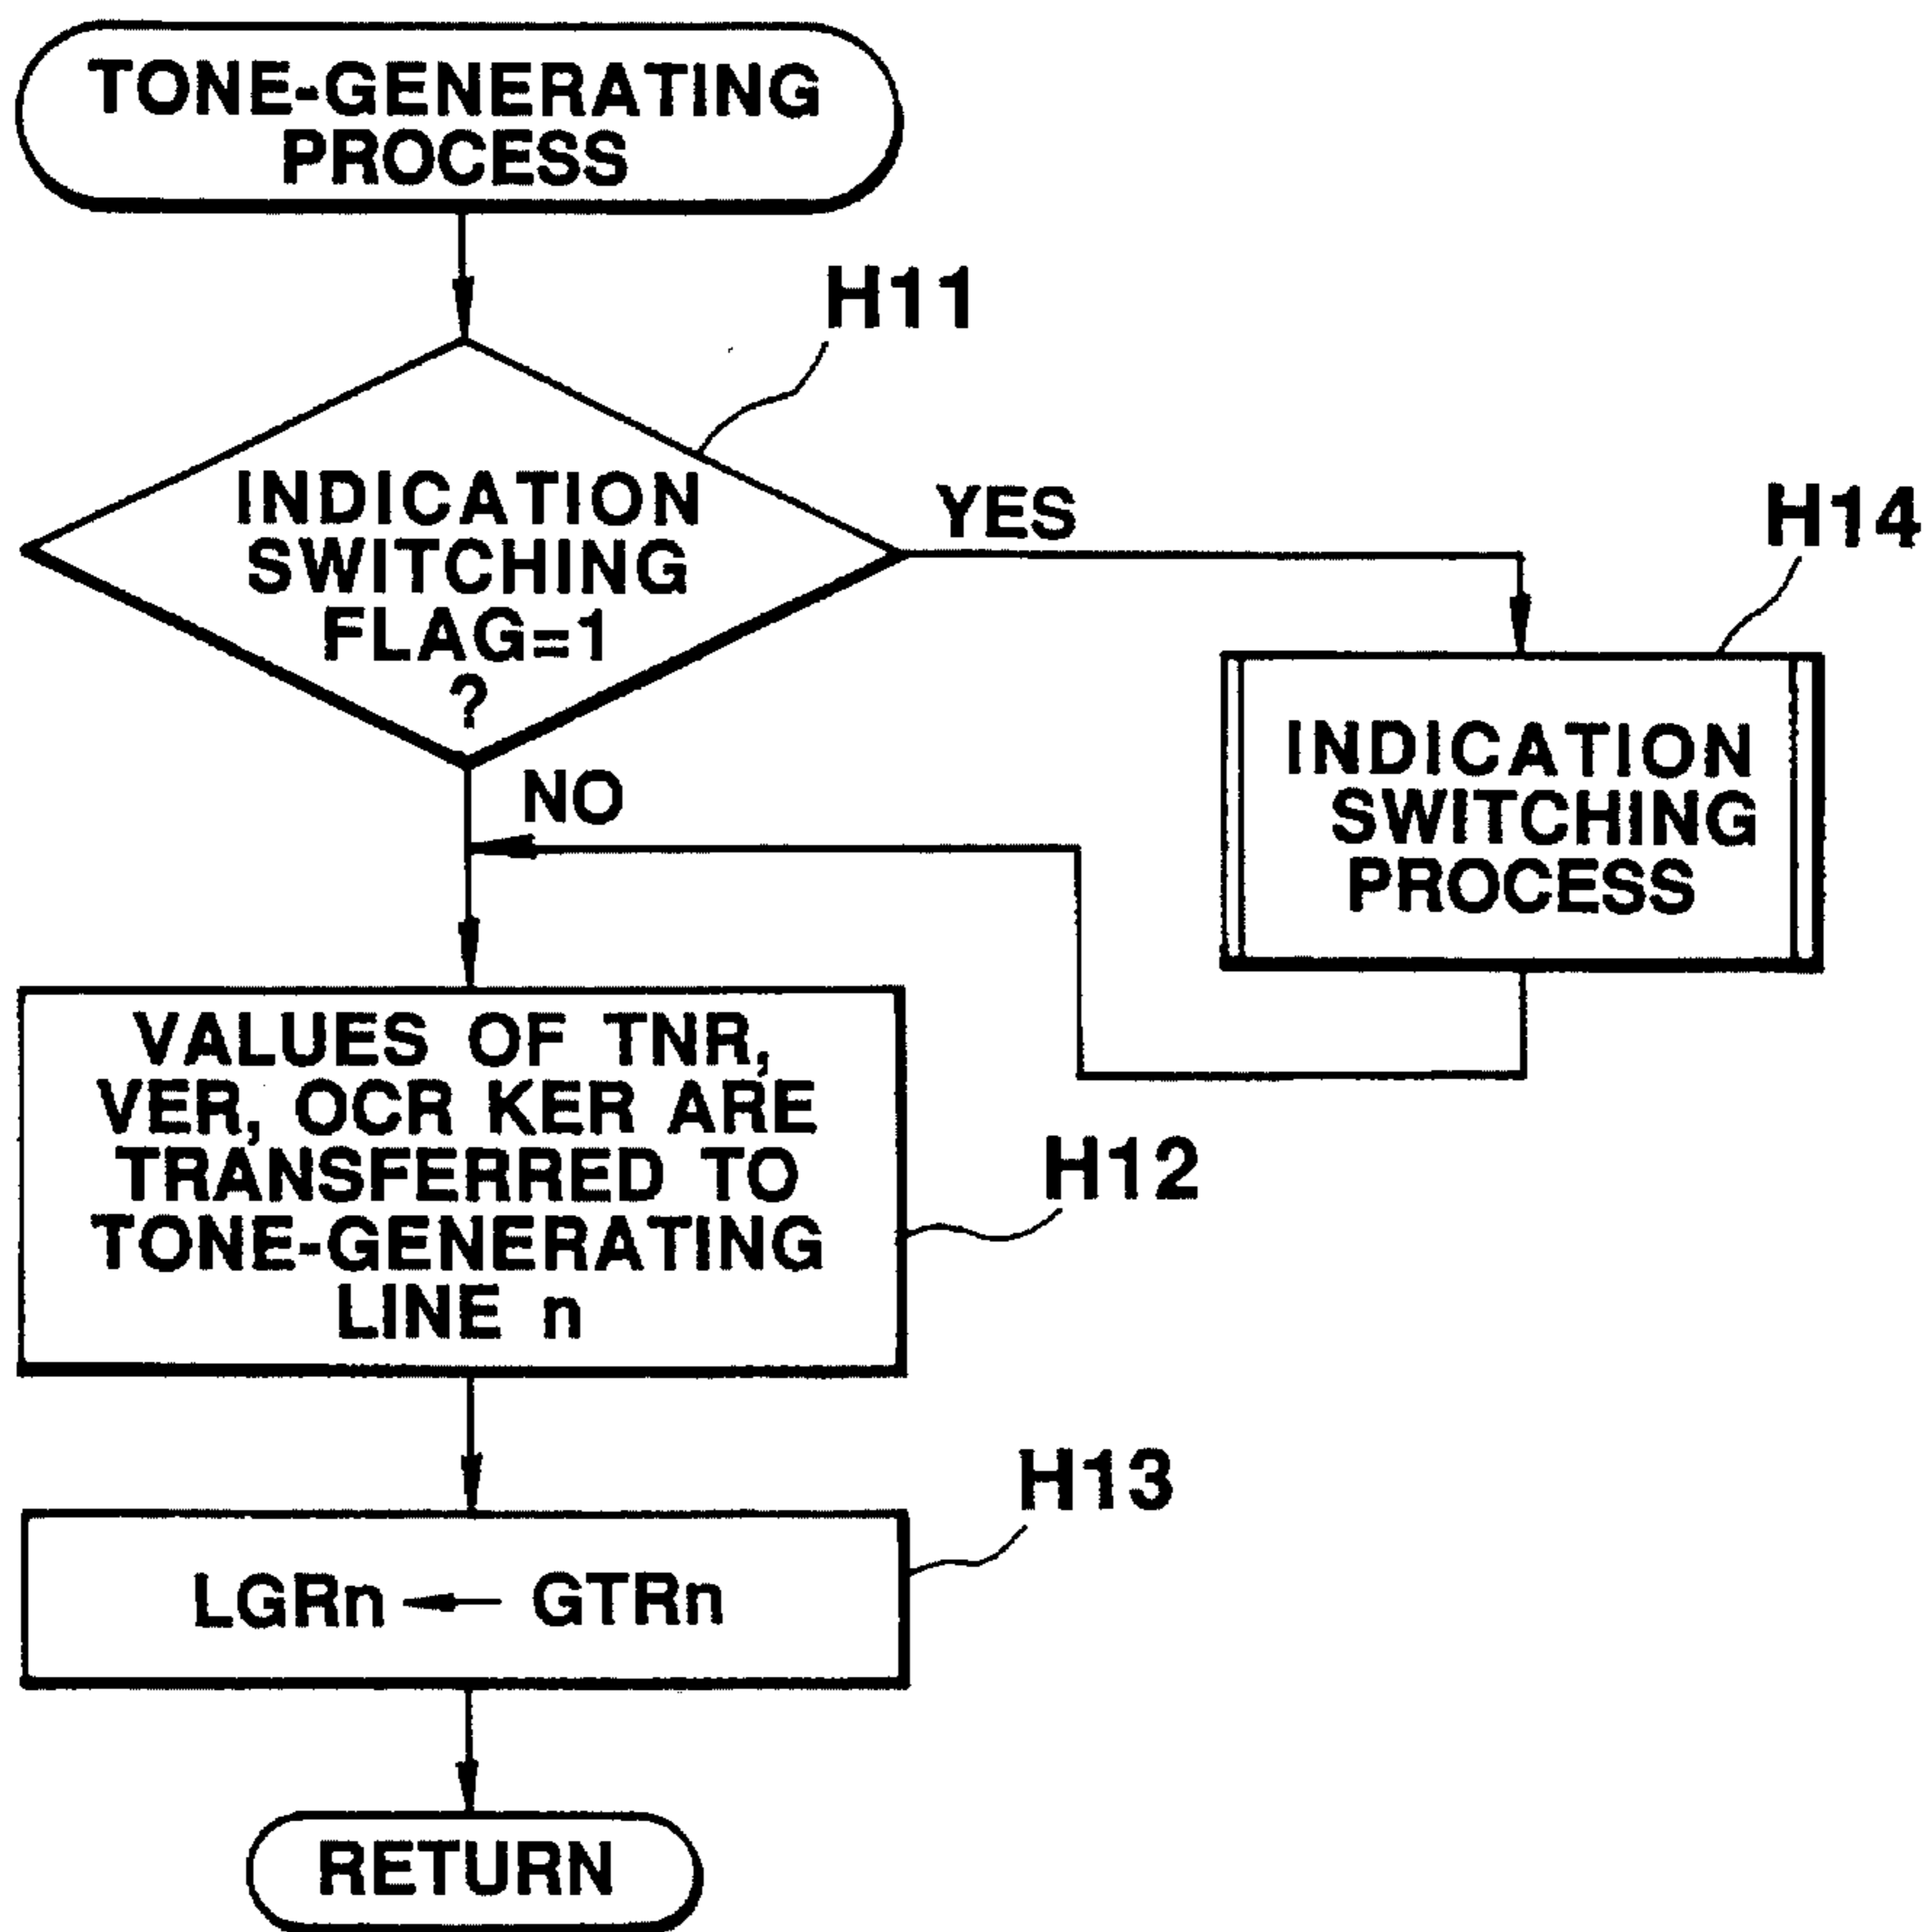 TONE-GENERATING
PROCESS
H11
INDICATION
SWITCHING
FLAG=1
?
YES
H14
INDICATION
SWITCHING
PROCESS
NO
VALUES OF TNR,
VER, OCR KER ARE
TRANSFERRED TO
TONE-GENERATING
LINE n
H12
H13
LGRn ← GTRn
RETURN